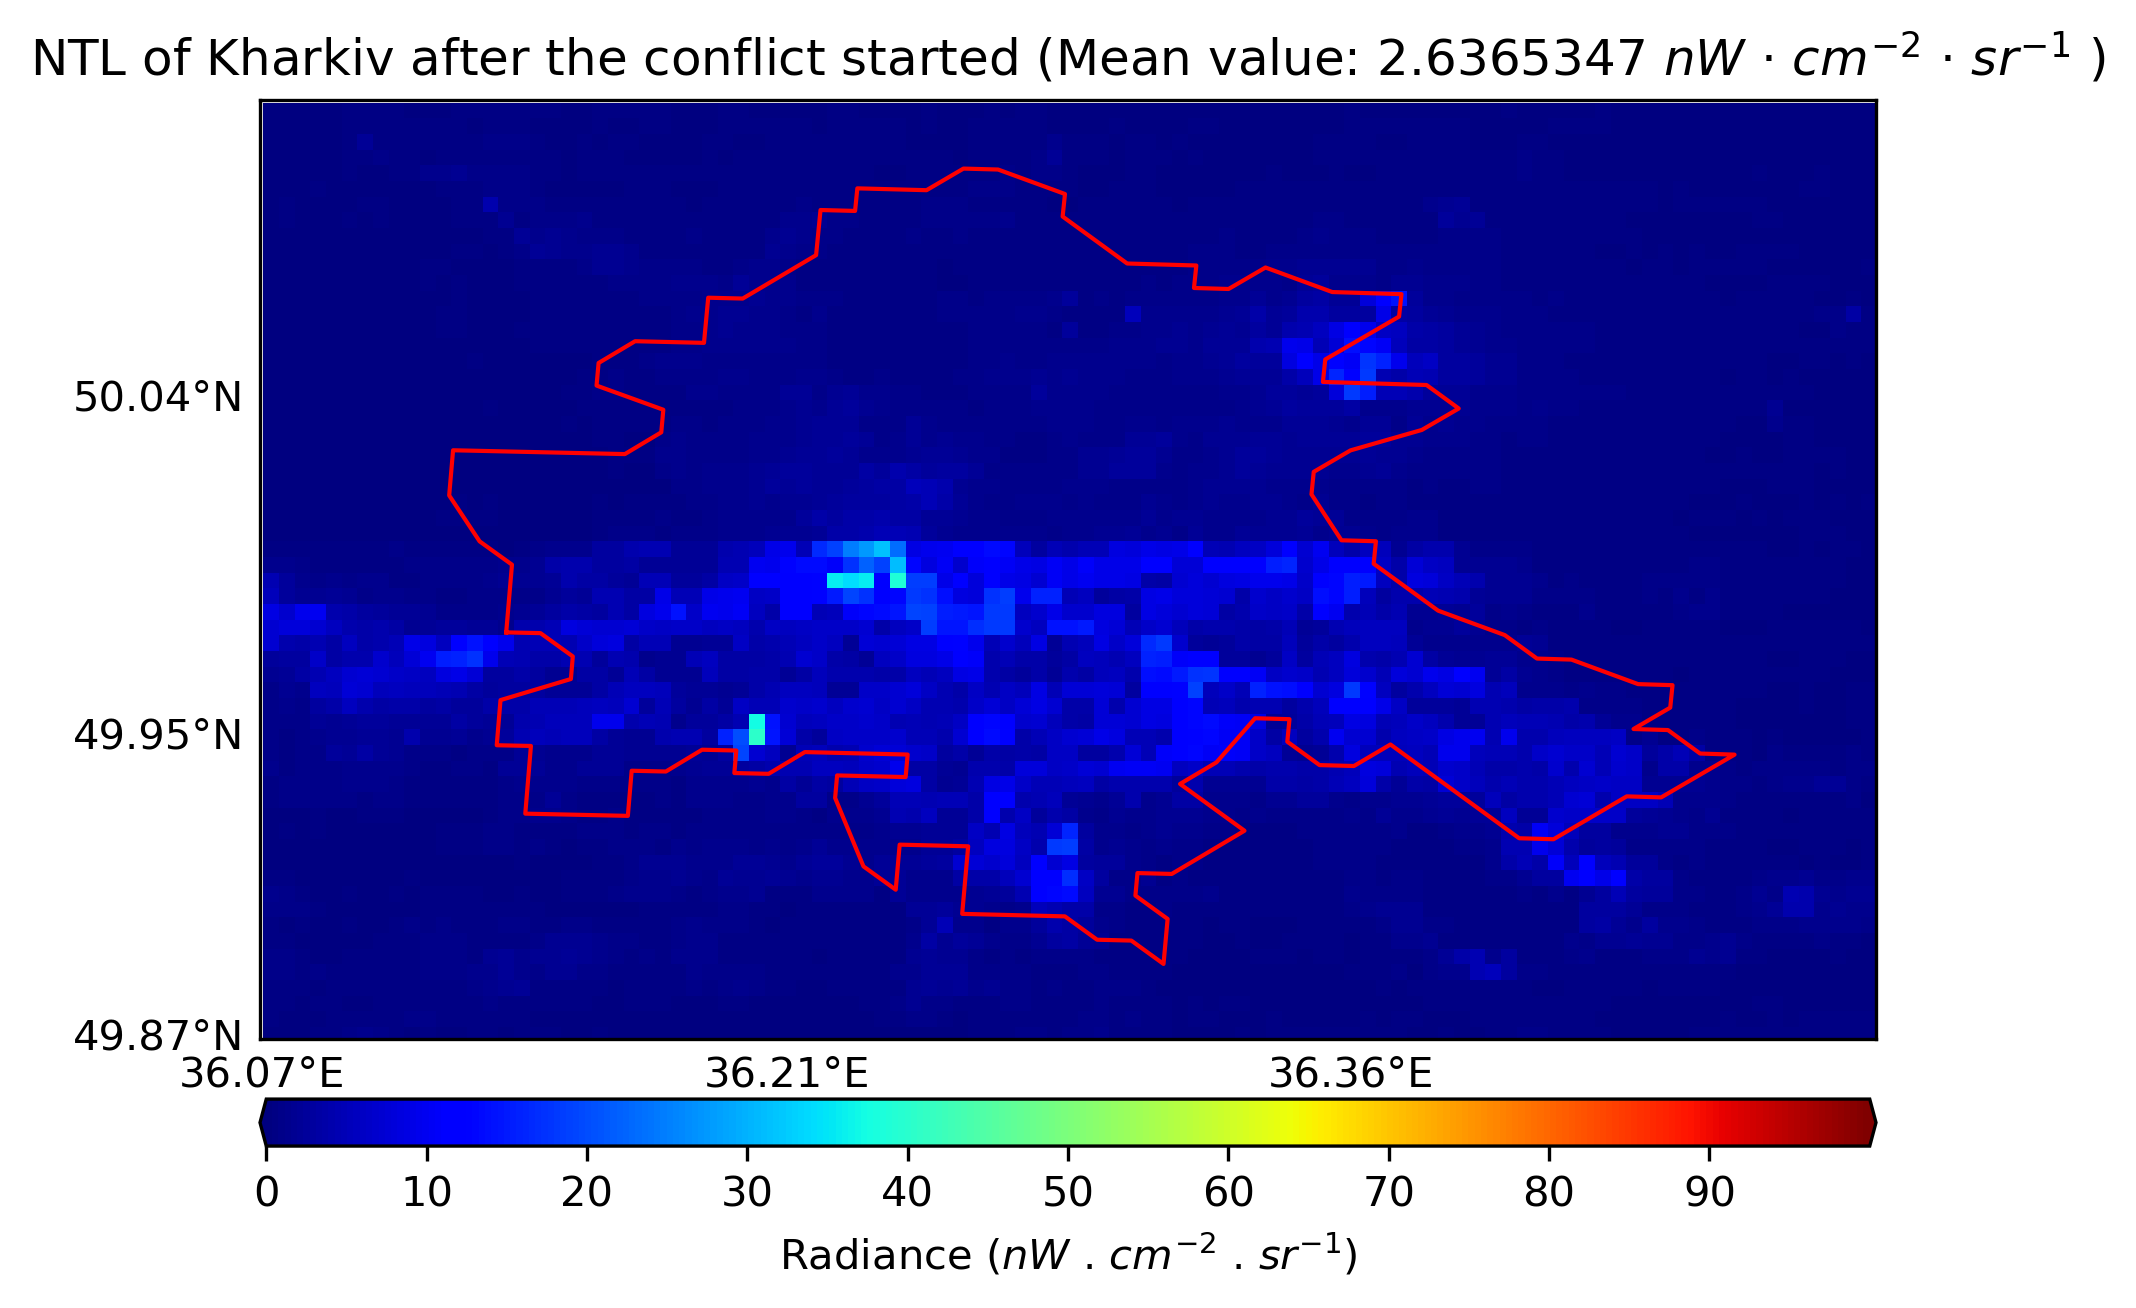 NTL of Kharkiv after the conflict started (Mean value: 2.6365347 nW · cm⁻² · sr⁻¹ )
50.04°N
49.95°N
49.87°N
36.07°E 36.21°E 36.36°E
0 10 20 30 40 50 60 70 80 90
Radiance (nW . cm⁻² . sr⁻¹)